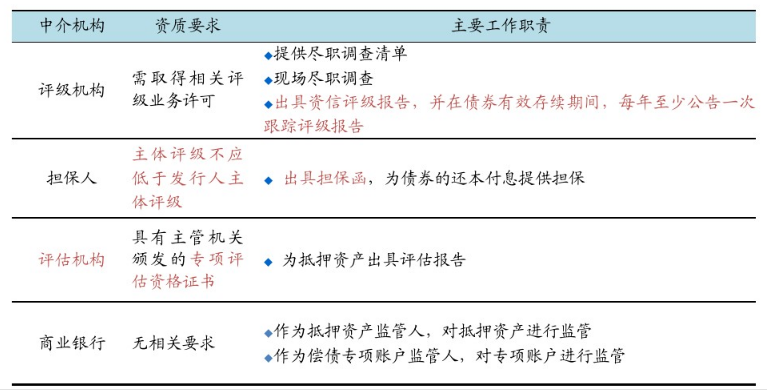 中介机构 资质要求 主要工作职责
评级机构
需取得相关评
级业务许可
◆提供尽职调查清单
◆现场尽职调查
◆出具资信评级报告，并在债券有效存续期间，每年至少公告一次
跟踪评级报告
担保人
主体评级不应
低于发行人主
体评级
◆ 出具担保函，为债券的还本付息提供担保
评估机构
具有主管机关
颁发的专项评
估资格证书
◆ 为抵押资产出具评估报告
商业银行
无相关要求
◆作为抵押资产监管人，对抵押资产进行监管
◆作为偿债专项账户监管人，对专项账户进行监管